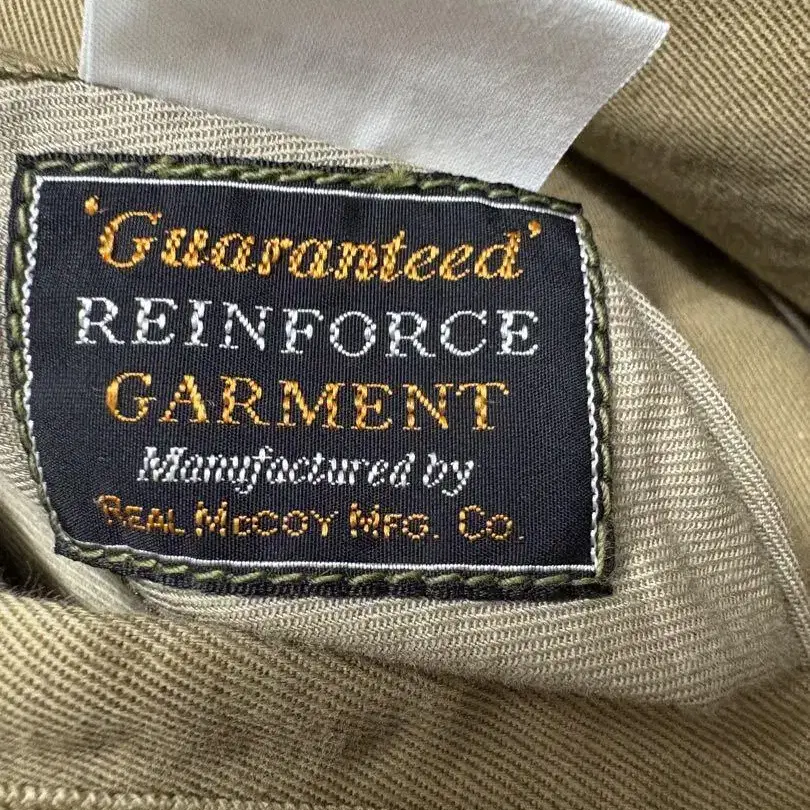 'Guaranteed'
REINFORCE
GARMENT
Manufactured by
REAL McCOY MFG. CO.